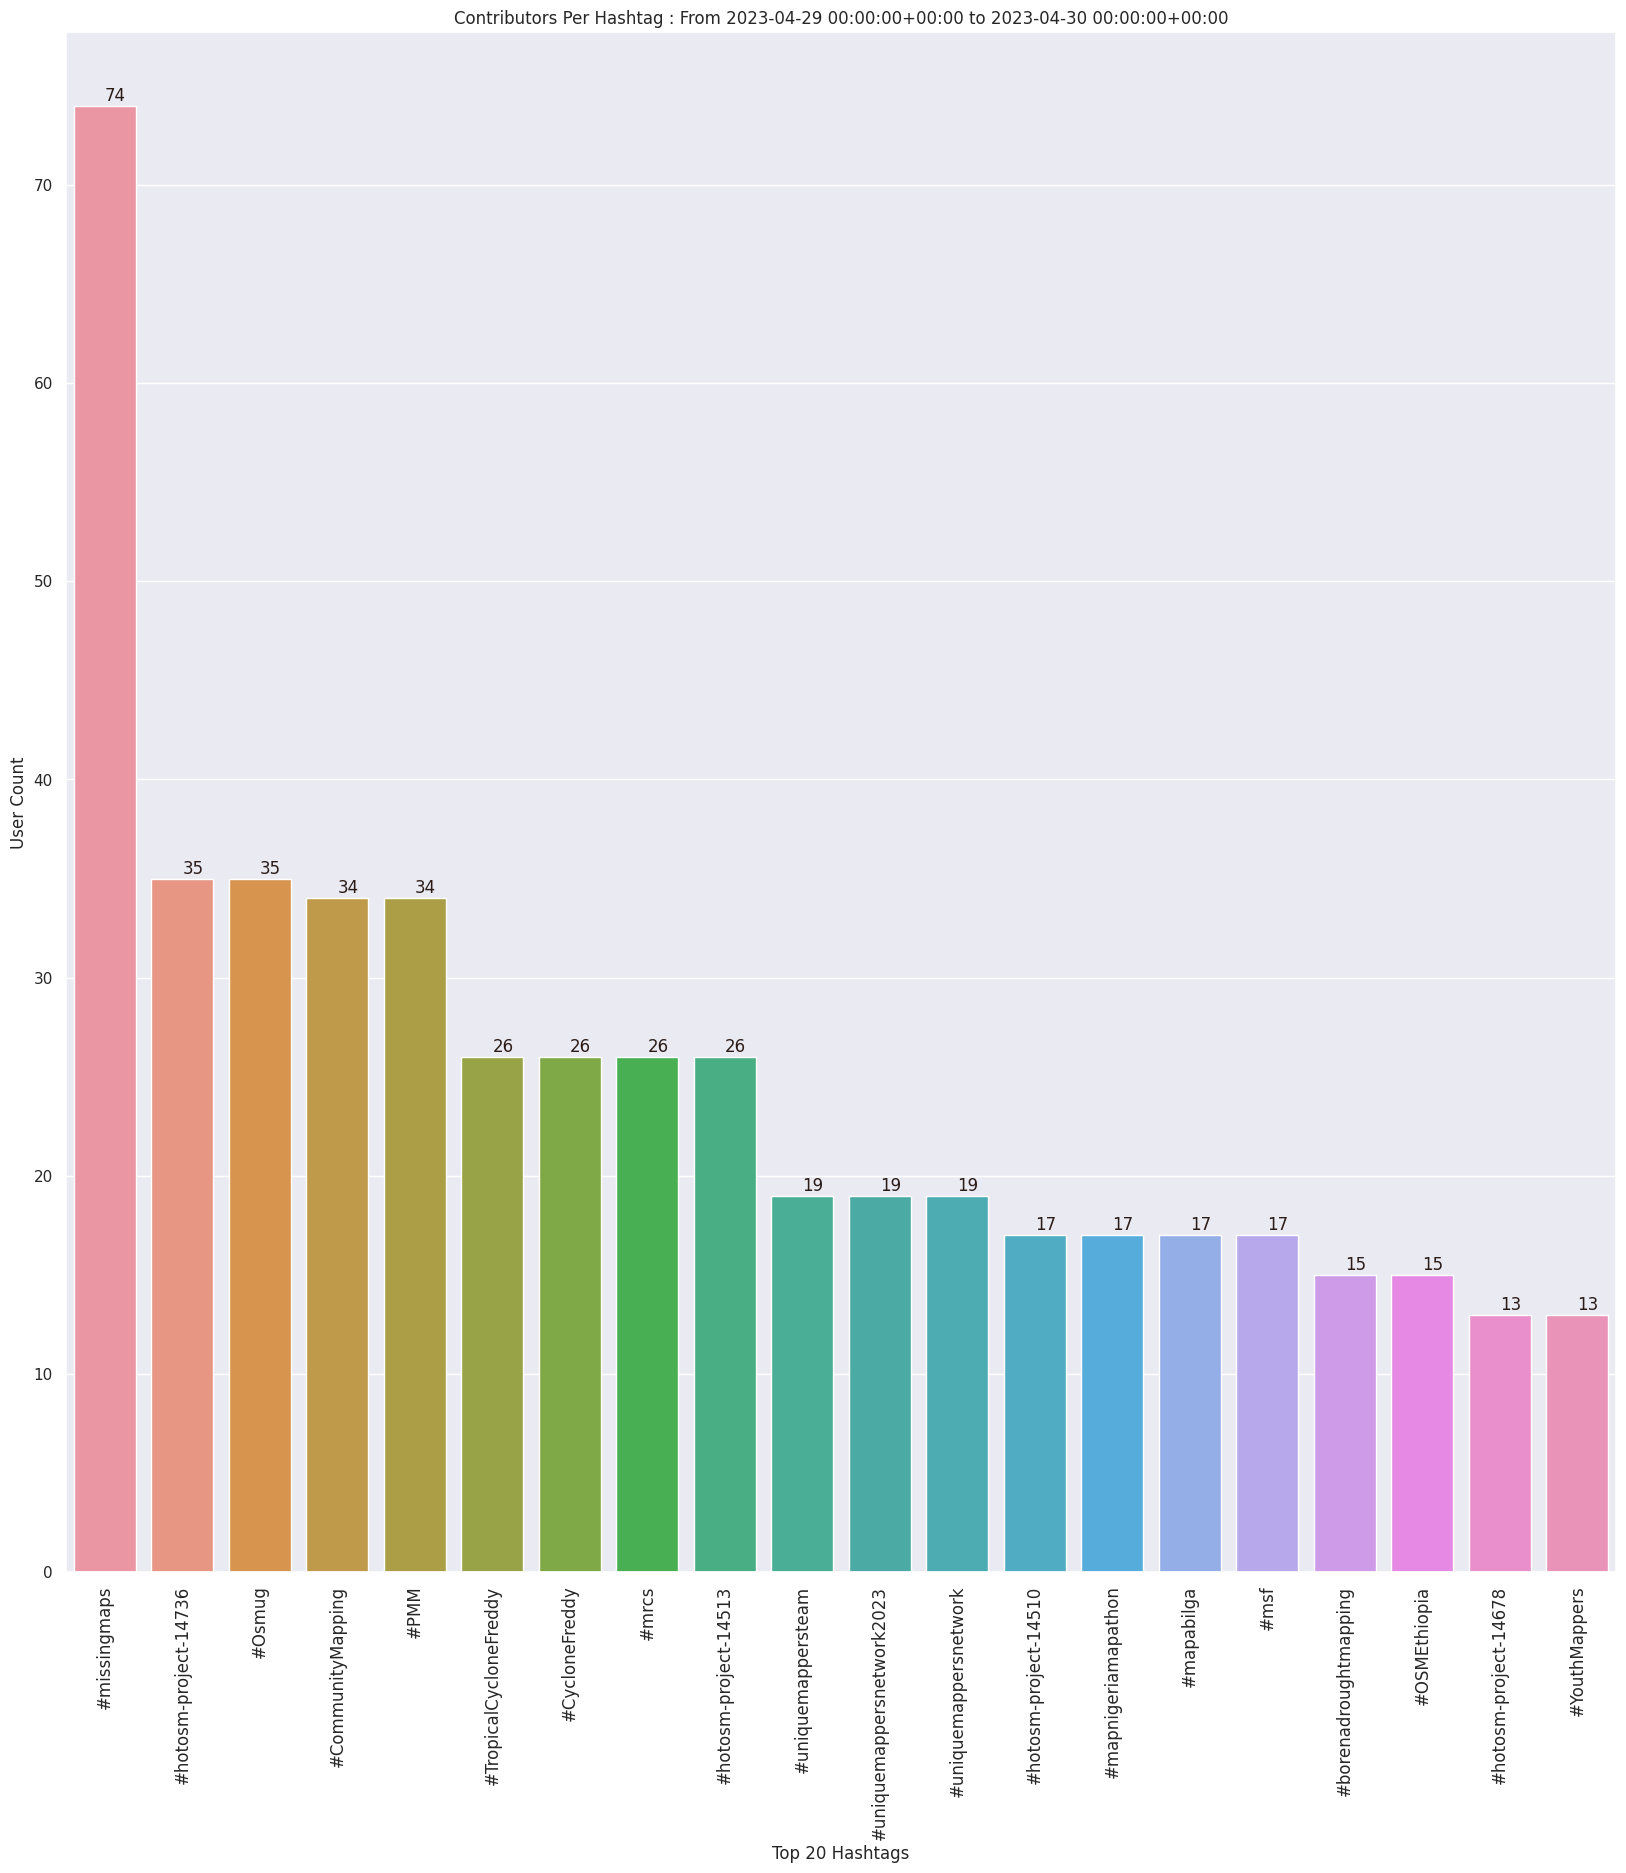 Contributors Per Hashtag : From 2023-04-29 00:00:00+00:00 to 2023-04-30 00:00:00+00:00
74
70
60
50
40
User Count
35
35
34
34
30
26
26
26
26
20
19
19
19
17
17
17
17
15
15
13
13
10
0
#missingmaps
#hotosm-project-14736
#Osmug
#CommunityMapping
#PMM
#TropicalCycloneFreddy
#CycloneFreddy
#mrcs
#hotosm-project-14513
#uniquemappersteam
#uniquemappersnetwork2023
#uniquemappersnetwork
#hotosm-project-14510
#mapnigeriamapathon
#mapabilga
#msf
#borenadroughtmapping
#OSMEthiopia
#hotosm-project-14678
#YouthMappers
Top 20 Hashtags